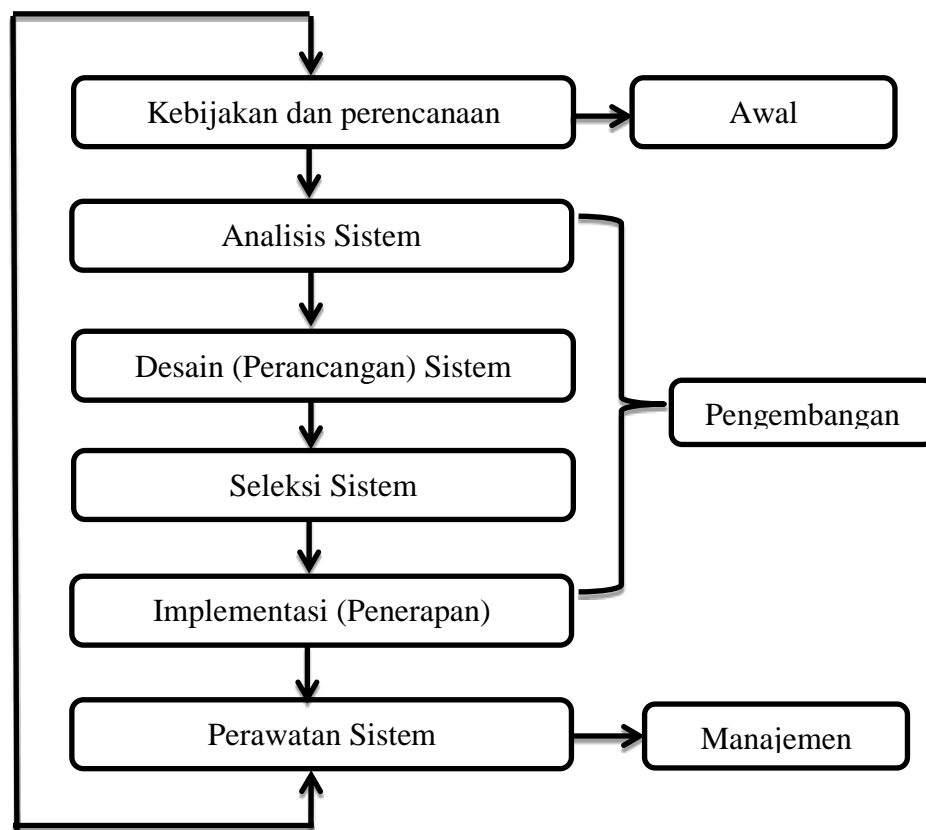 Kebijakan dan perencanaan
Awal
Analisis Sistem
Desain (Perancangan) Sistem
Pengembangan
Seleksi Sistem
Implementasi (Penerapan)
Perawatan Sistem
Manajemen